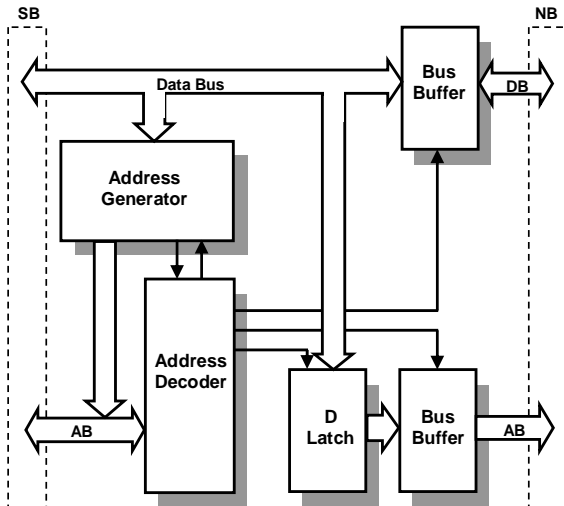 SB
NB
Data Bus
Bus
Buffer
DB
Address
Generator
Address
Decoder
D
Latch
Bus
Buffer
AB
AB